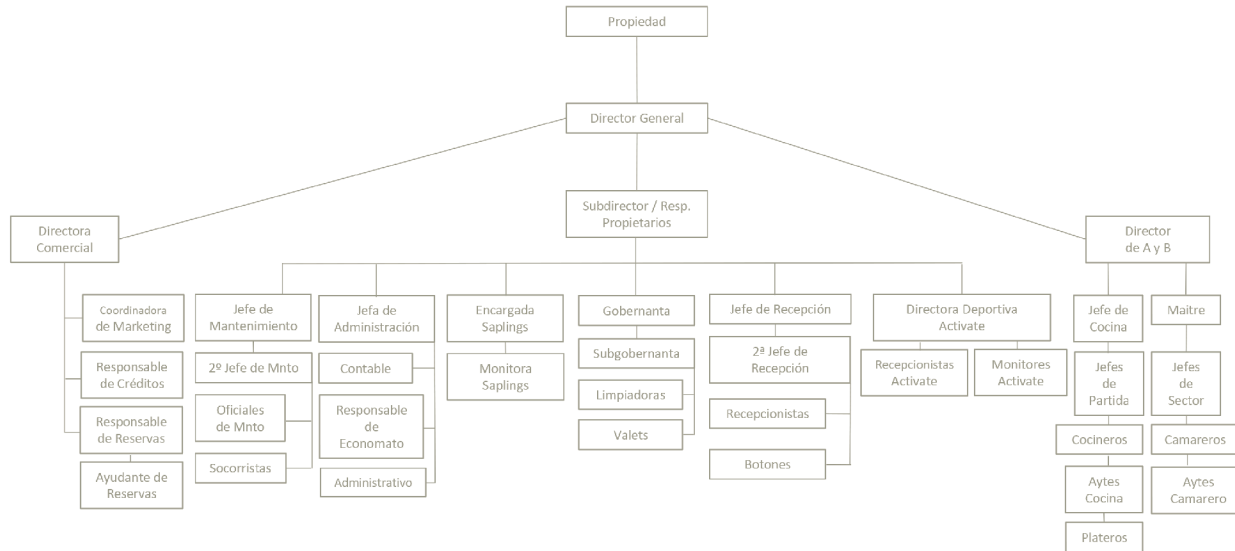 Propiedad
Director General
Subdirector / Resp.
Propietarios
Directora
Comercial
Director
de A y B
Coordinadora
de Marketing
Responsable
de Créditos
Responsable
de Reservas
Ayudante de
Reservas
Jefe de
Mantenimiento
2º Jefe de Mnto
Oficiales
de Mnto
Socorristas
Jefa de
Administración
Contable
Responsable
de
Economato
Administrativo
Encargada
Saplings
Monitora
Saplings
Gobernanta
Subgobernanta
Limpiadoras
Valets
Jefe de Recepción
2ª Jefe de
Recepción
Recepcionistas
Botones
Directora Deportiva
Activate
Recepcionistas
Activate
Monitores
Activate
Jefe de
Cocina
Jefes
de
Partida
Cocineros
Aytes
Cocina
Plateros
Maitre
Jefes
de
Sector
Camareros
Aytes
Camarero